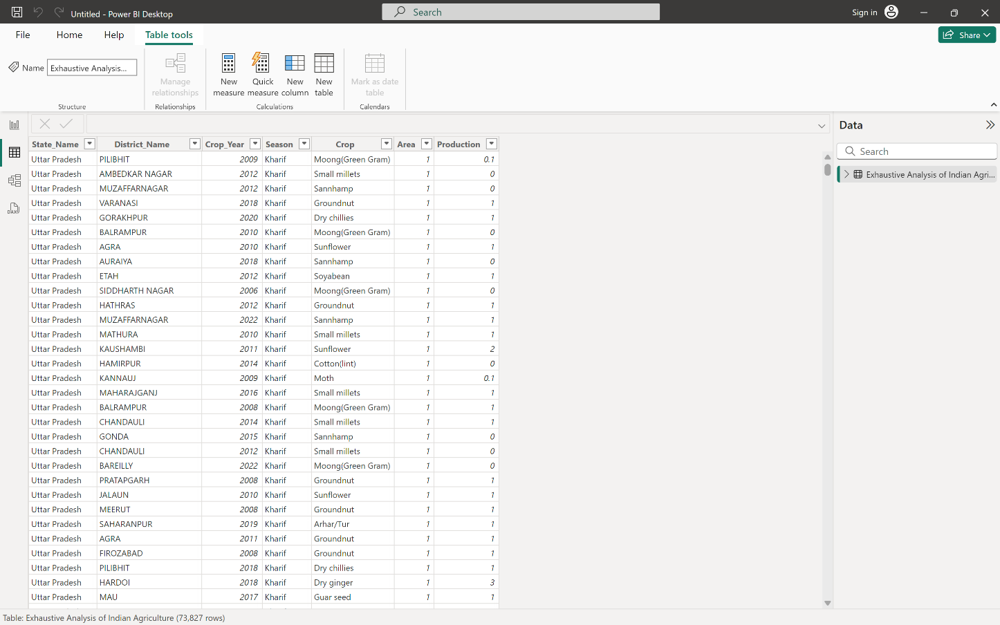 Untitled - Power BI Desktop
Search
Sign in
File Home Help Table tools
Share
Name Exhaustive Analysis...
Manage relationships
New measure
Quick measure
New column
New table
Mark as date table
Structure Relationships Calculations Calendars
Data
Search
Exhaustive Analysis of Indian Agri...
DAX
State_Name District_Name Crop_Year Season Crop Area Production
Uttar Pradesh PILIBHIT 2009 Kharif Moong(Green Gram) 1 0.1
Uttar Pradesh AMBEDKAR NAGAR 2012 Kharif Small millets 1 0
Uttar Pradesh MUZAFFARNAGAR 2012 Kharif Sannhamp 1 0
Uttar Pradesh VARANASI 2018 Kharif Groundnut 1 1
Uttar Pradesh GORAKHPUR 2020 Kharif Dry chillies 1 1
Uttar Pradesh BALRAMPUR 2010 Kharif Moong(Green Gram) 1 0
Uttar Pradesh AGRA 2010 Kharif Sunflower 1 1
Uttar Pradesh AURAIYA 2018 Kharif Sannhamp 1 0
Uttar Pradesh ETAH 2012 Kharif Soyabean 1 1
Uttar Pradesh SIDDHARTH NAGAR 2006 Kharif Moong(Green Gram) 1 0
Uttar Pradesh HATHRAS 2012 Kharif Groundnut 1 1
Uttar Pradesh MUZAFFARNAGAR 2022 Kharif Sannhamp 1 1
Uttar Pradesh MATHURA 2010 Kharif Small millets 1 1
Uttar Pradesh KAUSHAMBI 2011 Kharif Sunflower 1 2
Uttar Pradesh HAMIRPUR 2014 Kharif Cotton(lint) 1 0
Uttar Pradesh KANNAUJ 2009 Kharif Moth 1 0.1
Uttar Pradesh MAHARAJGANJ 2016 Kharif Small millets 1 1
Uttar Pradesh BALRAMPUR 2008 Kharif Moong(Green Gram) 1 1
Uttar Pradesh CHANDAULI 2014 Kharif Small millets 1 1
Uttar Pradesh GONDA 2015 Kharif Sannhamp 1 0
Uttar Pradesh CHANDAULI 2012 Kharif Small millets 1 0
Uttar Pradesh BAREILLY 2022 Kharif Moong(Green Gram) 1 0
Uttar Pradesh PRATAPGARH 2008 Kharif Groundnut 1 1
Uttar Pradesh JALAUN 2010 Kharif Sunflower 1 1
Uttar Pradesh MEERUT 2008 Kharif Groundnut 1 1
Uttar Pradesh SAHARANPUR 2019 Kharif Arhar/Tur 1 1
Uttar Pradesh AGRA 2011 Kharif Groundnut 1 1
Uttar Pradesh FIROZABAD 2008 Kharif Groundnut 1 1
Uttar Pradesh PILIBHIT 2018 Kharif Dry chillies 1 1
Uttar Pradesh HARDOI 2018 Kharif Dry ginger 1 3
Uttar Pradesh MAU 2017 Kharif Guar seed 1 1
Table: Exhaustive Analysis of Indian Agriculture (73,827 rows)